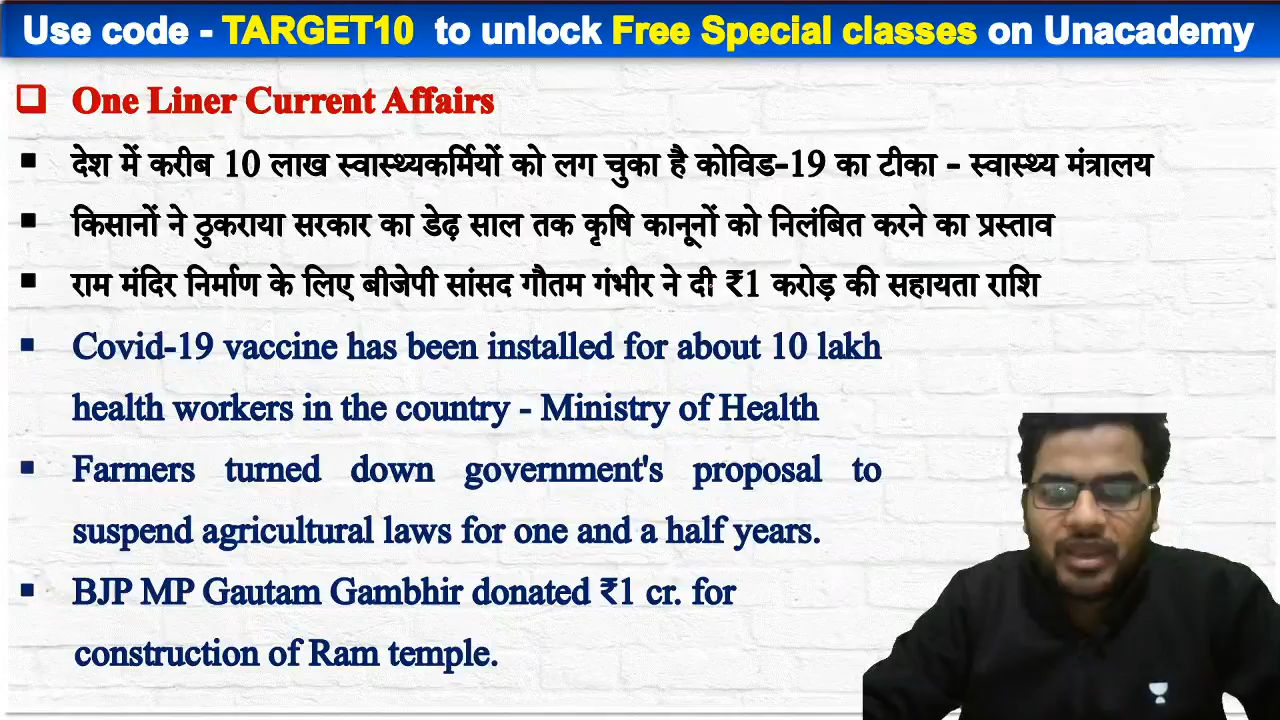 Use code - TARGET10 to unlock Free Special classes on Unacademy
One Liner Current Affairs
देश में करीब 10 लाख स्वास्थ्यकर्मियों को लग चुका है कोविड-19 का टीका - स्वास्थ्य मंत्रालय
किसानों ने ठुकराया सरकार का डेढ़ साल तक कृषि कानूनों को निलंबित करने का प्रस्ताव
राम मंदिर निर्माण के लिए बीजेपी सांसद गौतम गंभीर ने दी ₹1 करोड़ की सहायता राशि
Covid-19 vaccine has been installed for about 10 lakh
health workers in the country - Ministry of Health
Farmers turned down government's proposal to
suspend agricultural laws for one and a half years.
BJP MP Gautam Gambhir donated ₹1 cr. for
construction of Ram temple.